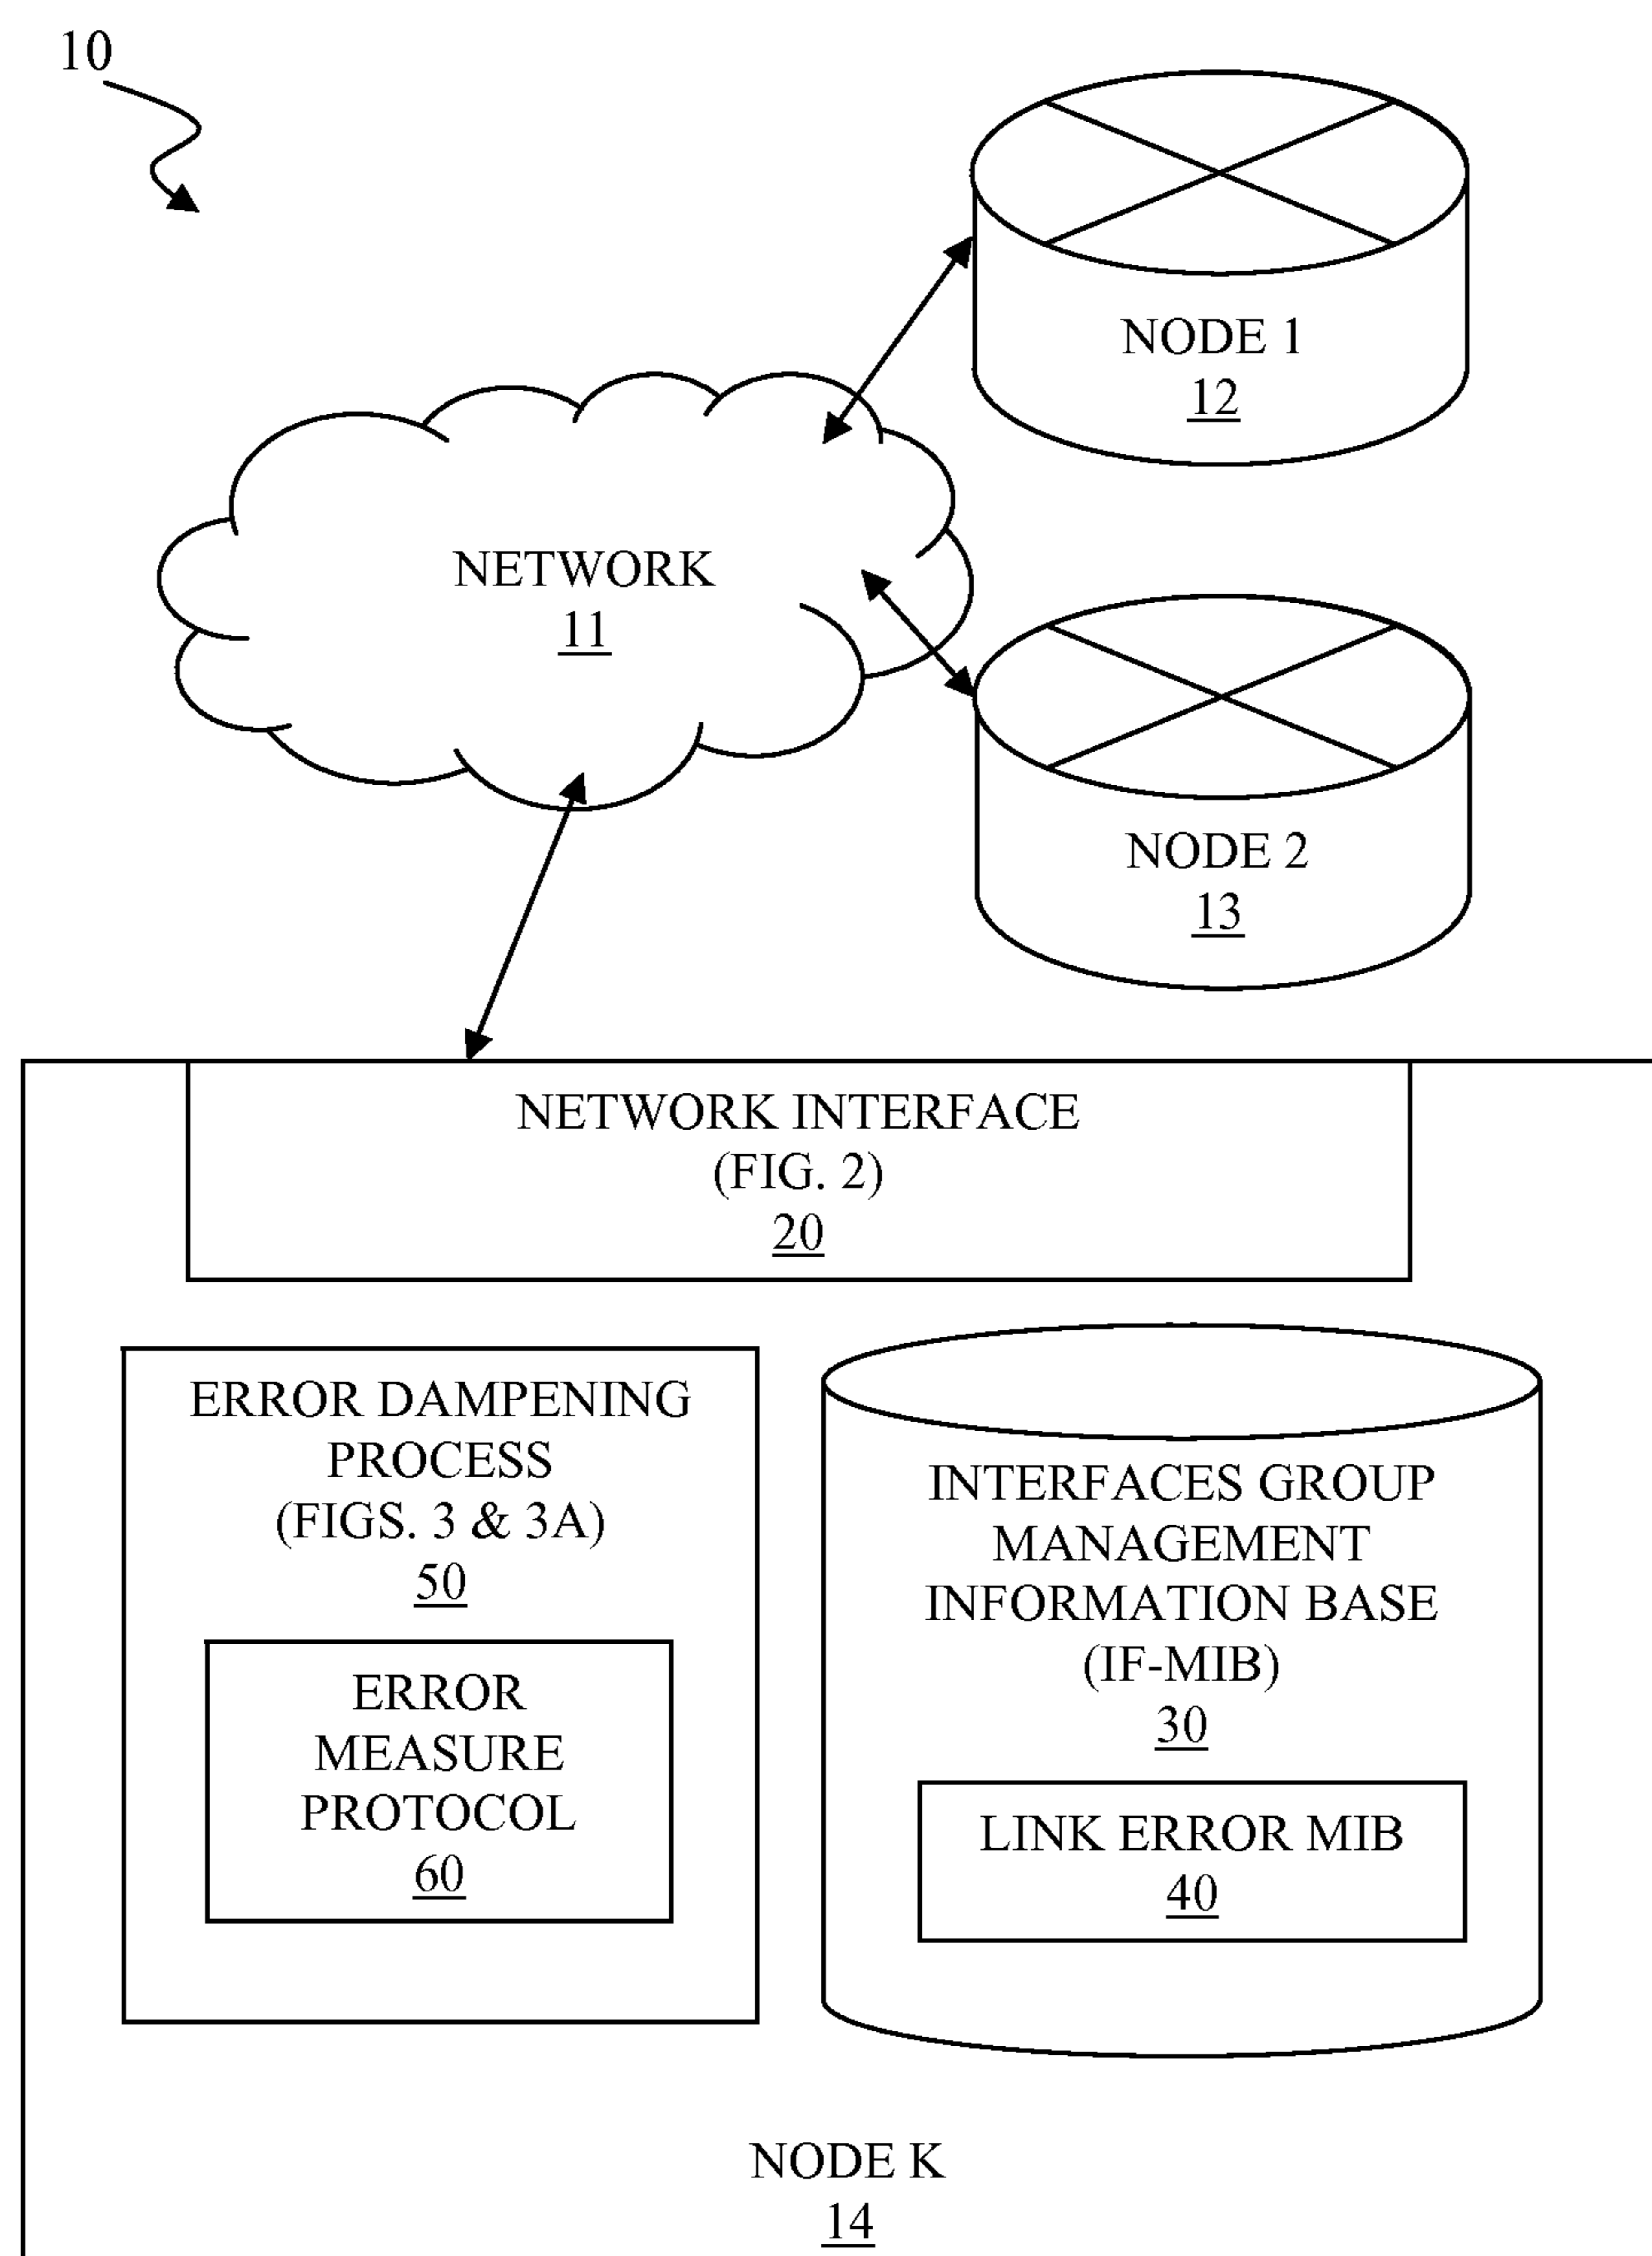 10
NODE 1
12
NETWORK
11
NODE 2
13
NETWORK INTERFACE
(FIG. 2)
20
ERROR DAMPENING
PROCESS
(FIGS. 3 & 3A)
50
ERROR
MEASURE
PROTOCOL
60
INTERFACES GROUP
MANAGEMENT
INFORMATION BASE
(IF-MIB)
30
LINK ERROR MIB
40
NODE K
14